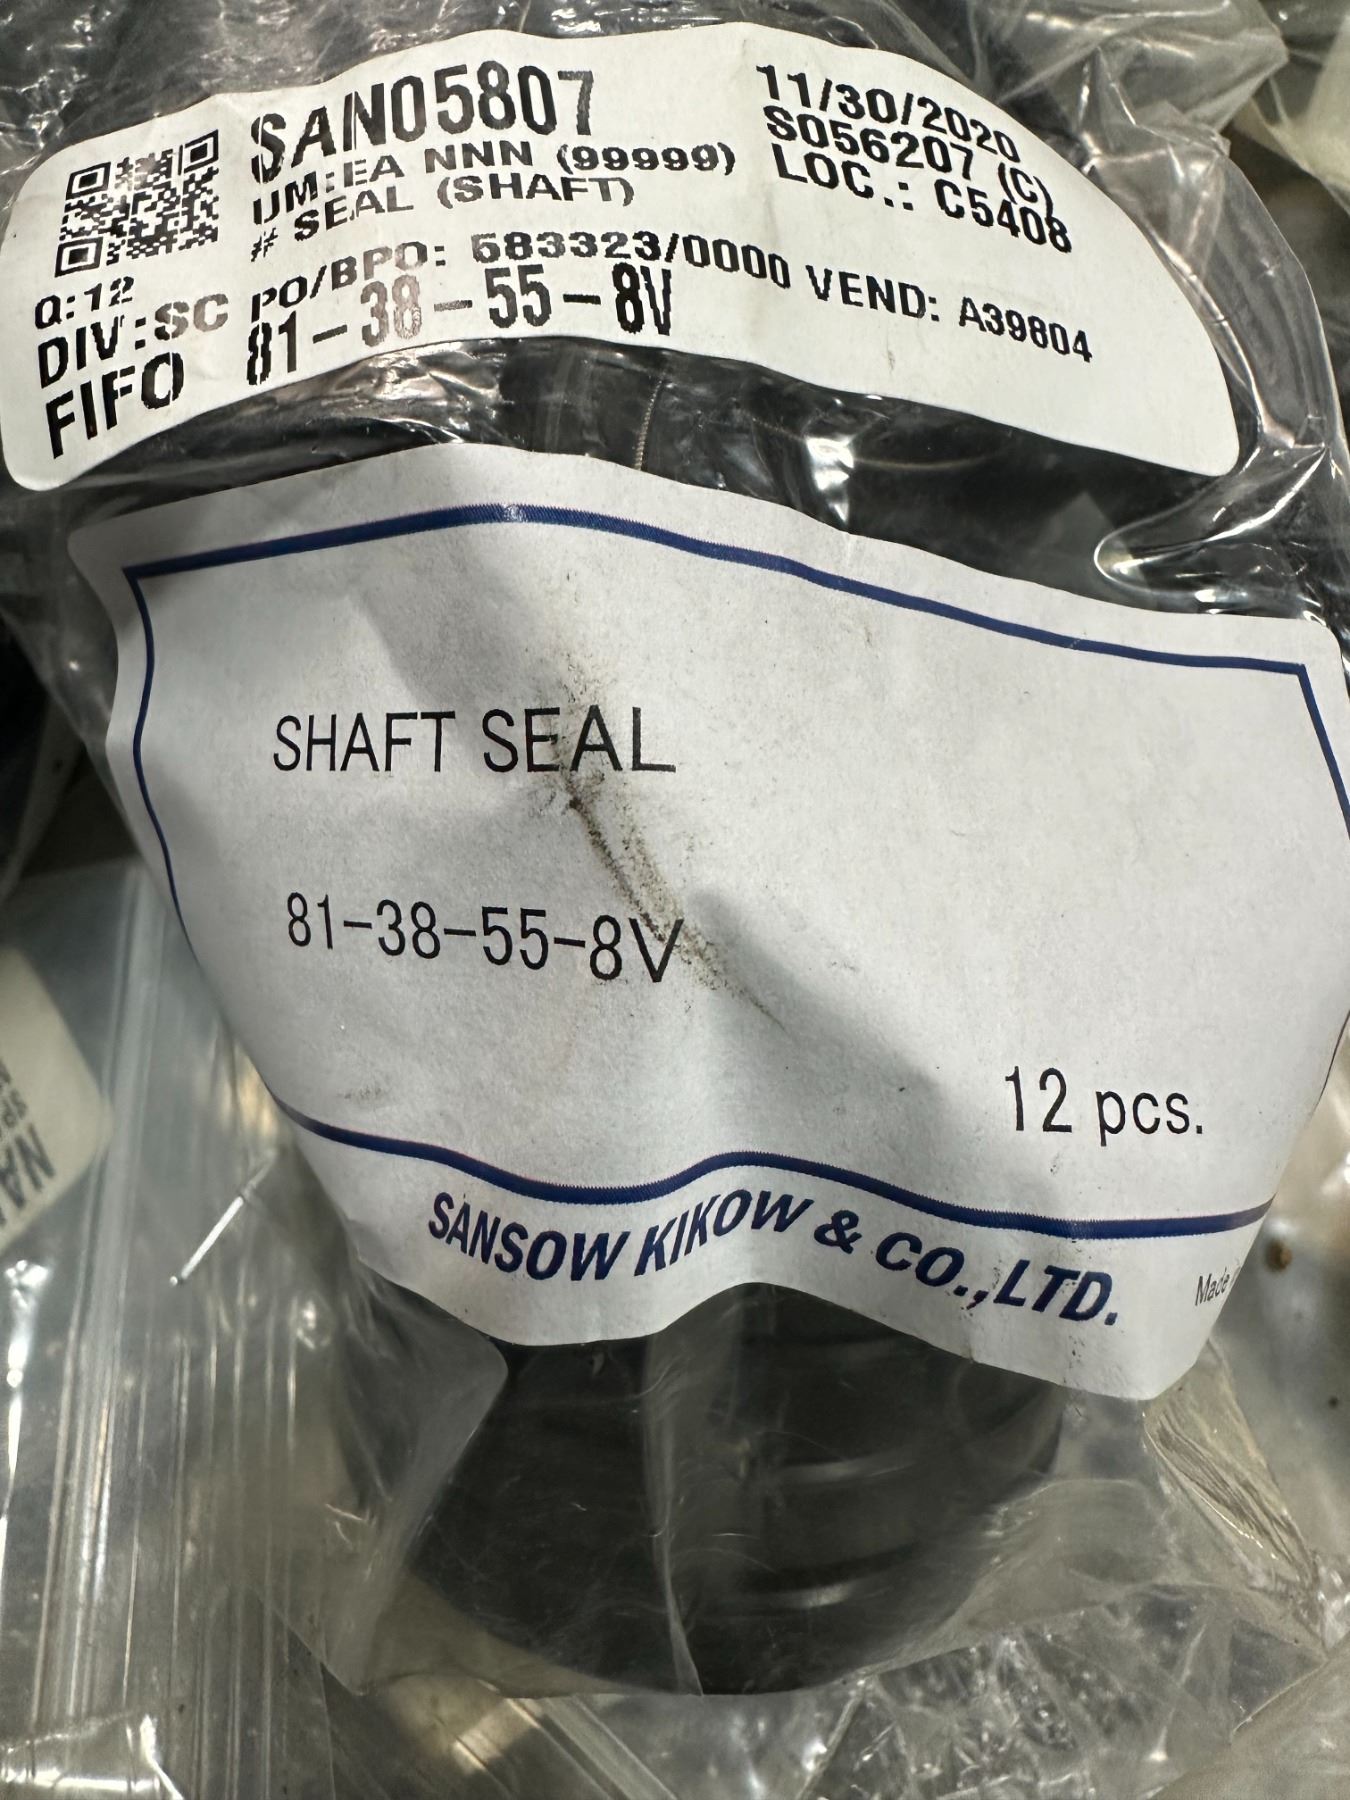 SAN05807
UM:EA NNN (99999)
# SEAL (SHAFT)
11/30/2020
S056207 (C)
LOC.: C5408
Q:12
DIV:SC PO/BPO: 583323/0000 VEND: A39804
FIFO 81-38-55-8V
SHAFT SEAL
81-38-55-8V
12 pcs.
SANSOW KIKOW & CO.,LTD.
Made